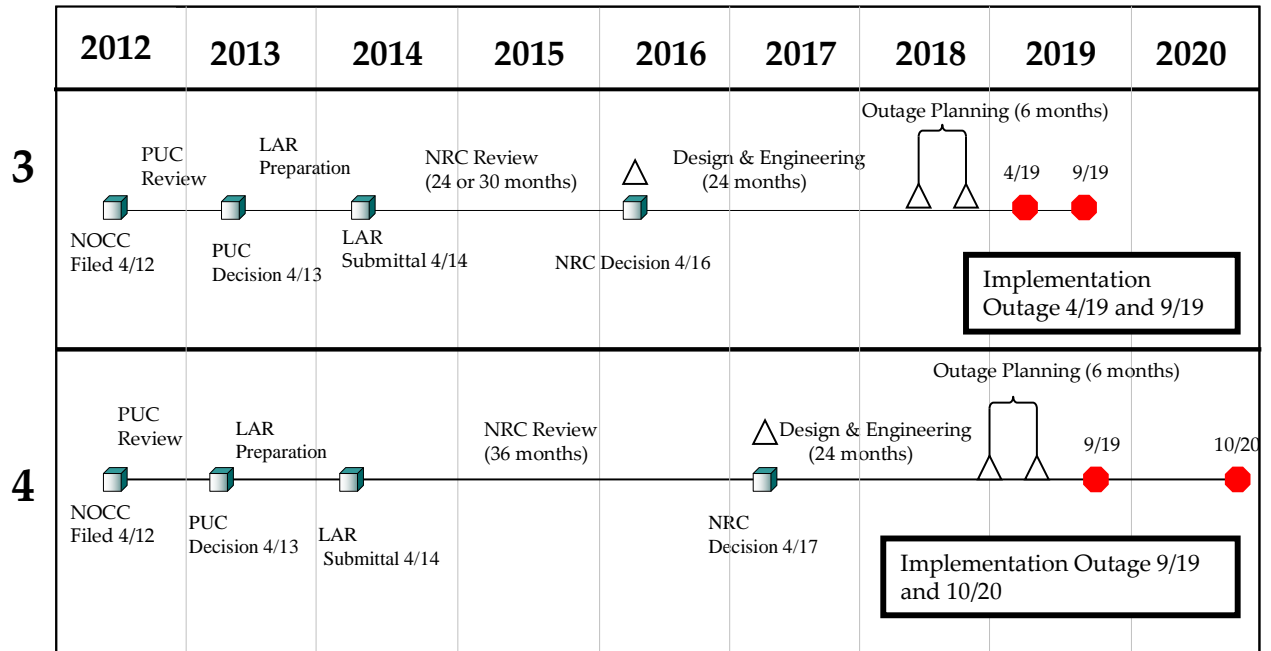 2012 2013 2014 2015 2016 2017 2018 2019 2020
3
Outage Planning (6 months)
PUC
Review
LAR
Preparation
NRC Review
(24 or 30 months)
Design & Engineering
(24 months)
4/19
9/19
NOCC
Filed 4/12
PUC
Decision 4/13
LAR
Submittal 4/14
NRC Decision 4/16
Implementation
Outage 4/19 and 9/19
4
Outage Planning (6 months)
PUC
Review
LAR
Preparation
NRC Review
(36 months)
Design & Engineering
(24 months)
9/19
10/20
NOCC
Filed 4/12
PUC
Decision 4/13
LAR
Submittal 4/14
NRC
Decision 4/17
Implementation Outage 9/19
and 10/20